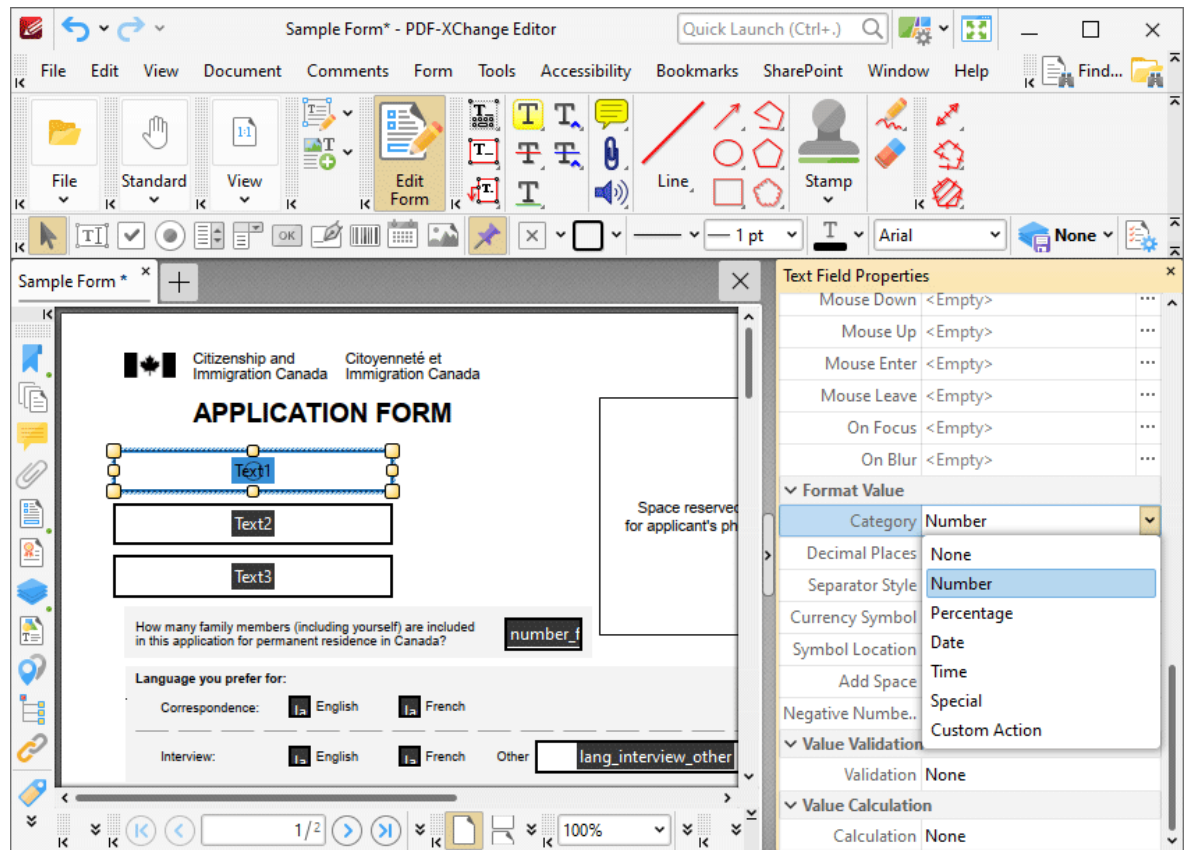 Sample Form* - PDF-XChange Editor
Quick Launch (Ctrl+.)
File Edit View Document Comments Form Tools Accessibility Bookmarks SharePoint Window Help Find...
File
Standard
1:1
View
Edit Form
Line
Stamp
OK
1 pt
Arial
None
Sample Form *
Text Field Properties
Citizenship and Immigration Canada
Citoyenneté et Immigration Canada
APPLICATION FORM
Text1
Text2
Text3
Space reserved
for applicant's ph
How many family members (including yourself) are included
in this application for permanent residence in Canada?
number_f
Language you prefer for:
Correspondence: la English la French
Interview: la English la French Other lang_interview_other
1/2
100%
Mouse Down <Empty>
Mouse Up <Empty>
Mouse Enter <Empty>
Mouse Leave <Empty>
On Focus <Empty>
On Blur <Empty>
Format Value
Category Number
Decimal Places
Separator Style
Currency Symbol
Symbol Location
Add Space
Negative Numbe..
None
Number
Percentage
Date
Time
Special
Custom Action
Value Validation
Validation None
Value Calculation
Calculation None